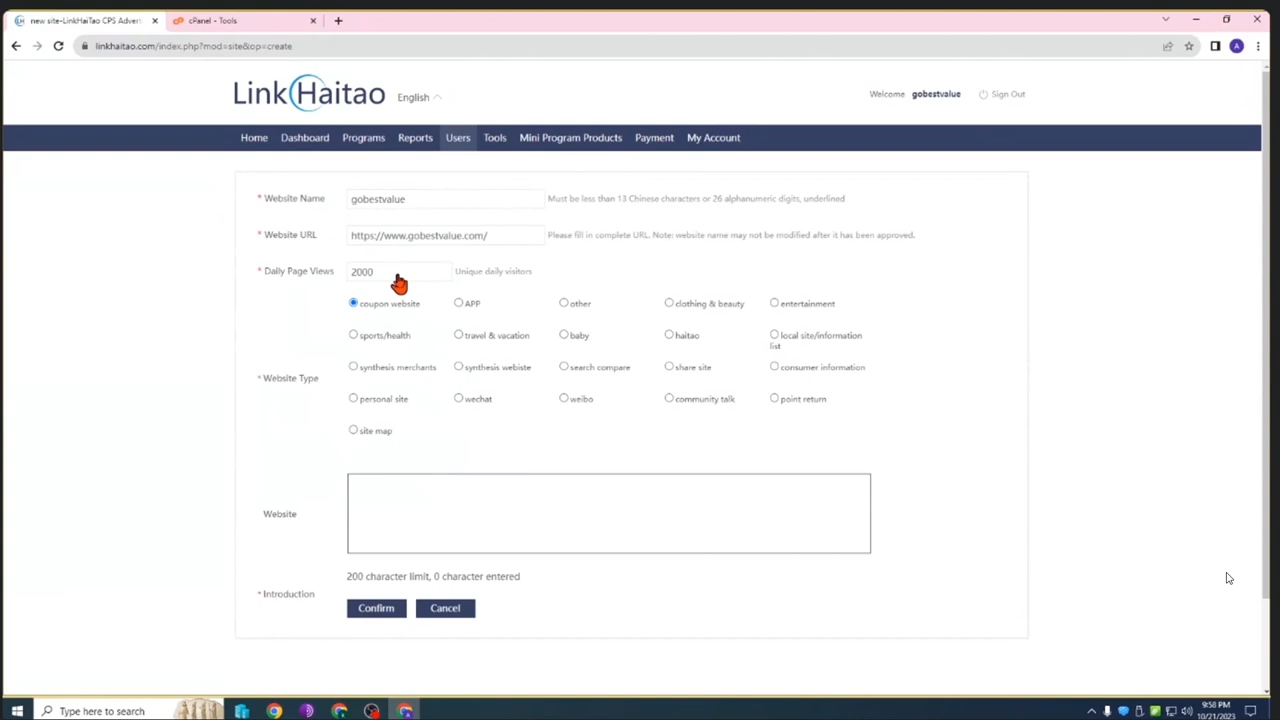 new site-LinkHaiTao CPS Advert
cPanel - Tools
linkhaitao.com/index.php?mod=site&op=create
A
LinkHaitao
English
Welcome gobestvalue Sign Out
Home Dashboard Programs Reports Users Tools Mini Program Products Payment My Account
* Website Name gobestvalue Must be less than 13 Chinese characters or 26 alphanumeric digits, underlined
* Website URL https://www.gobestvalue.com/ Please fill in complete URL. Note: website name may not be modified after it has been approved.
* Daily Page Views 2000 Unique daily visitors
coupon website APP other clothing & beauty entertainment
sports/health travel & vacation baby haitao local site/information
list
synthesis merchants synthesis webiste search compare share site consumer information
* Website Type
personal site wechat weibo community talk point return
site map
Website
200 character limit, 0 character entered
* Introduction
Confirm Cancel
Type here to search
9:58 PM
10/21/2023